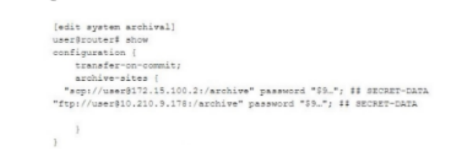 [edit system archival]
user@router# show
configuration {
transfer-on-commit;
archive-sites {
"scp://user@172.15.100.2:/archive" password "$9…"; ## SECRET-DATA
"ftp://user@10.210.9.178:/archive" password "$9…"; ## SECRET-DATA
}
}